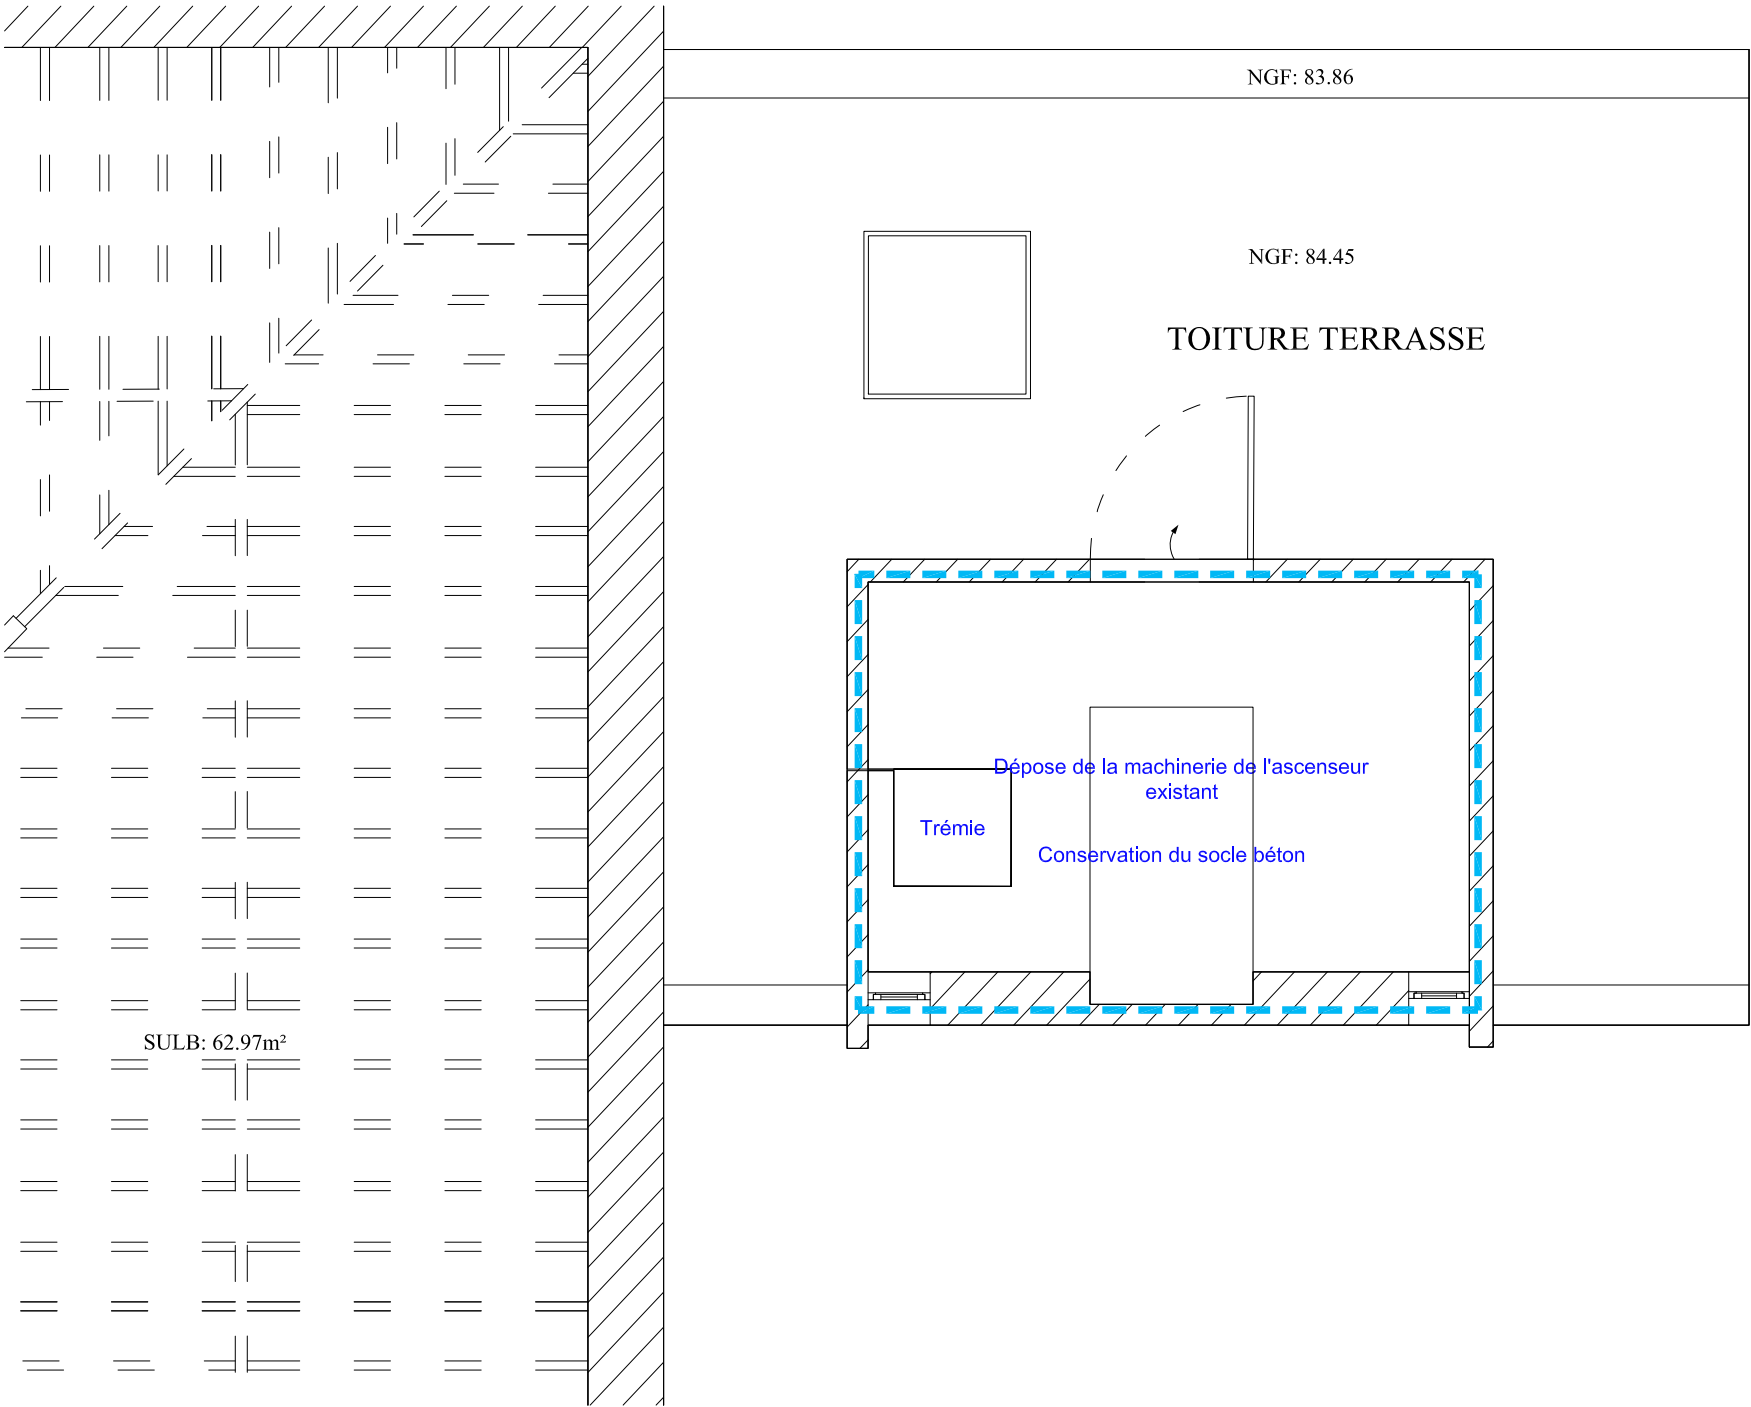 NGF: 83.86
NGF: 84.45
TOITURE TERRASSE
Dépose de la machinerie de l'ascenseur
existant
Trémie
Conservation du socle béton
SULB: 62.97m²